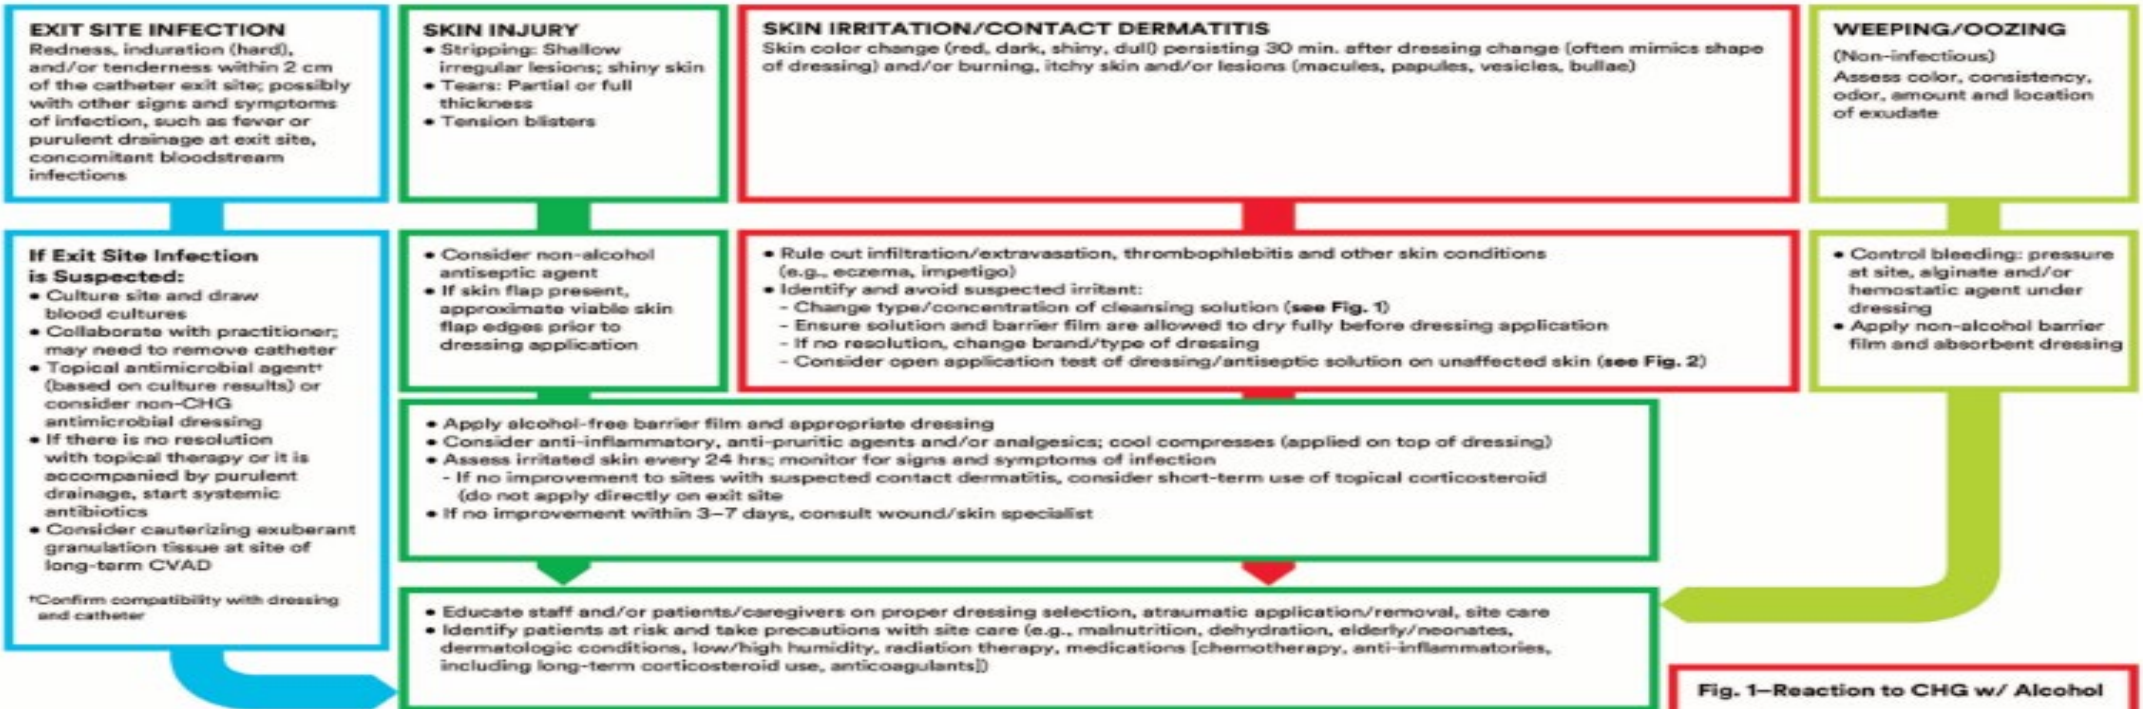 EXIT SITE INFECTION
Redness, induration (hard),
and/or tenderness within 2 cm
of the catheter exit site; possibly
with other signs and symptoms
of infection, such as fever or
purulent drainage at exit site,
concomitant bloodstream
infections
SKIN INJURY
• Stripping: Shallow
irregular lesions; shiny skin
• Tears: Partial or full
thickness
• Tension blisters
SKIN IRRITATION/CONTACT DERMATITIS
Skin color change (red, dark, shiny, dull) persisting 30 min. after dressing change (often mimics shape
of dressing) and/or burning, itchy skin and/or lesions (macules, papules, vesicles, bullae)
WEEPING/OOZING
(Non-infectious)
Assess color, consistency,
odor, amount and location
of exudate
If Exit Site Infection
is Suspected:
• Culture site and draw
blood cultures
• Collaborate with practitioner;
may need to remove catheter
• Topical antimicrobial agent†
(based on culture results) or
consider non-CHG
antimicrobial dressing
• If there is no resolution
with topical therapy or it is
accompanied by purulent
drainage, start systemic
antibiotics
• Consider cauterizing exuberant
granulation tissue at site of
long-term CVAD
†Confirm compatibility with dressing
and catheter
• Consider non-alcohol
antiseptic agent
• If skin flap present,
approximate viable skin
flap edges prior to
dressing application
• Rule out infiltration/extravasation, thrombophlebitis and other skin conditions
(e.g., eczema, impetigo)
• Identify and avoid suspected irritant:
- Change type/concentration of cleansing solution (see Fig. 1)
- Ensure solution and barrier film are allowed to dry fully before dressing application
- If no resolution, change brand/type of dressing
- Consider open application test of dressing/antiseptic solution on unaffected skin (see Fig. 2)
• Control bleeding: pressure
at site, alginate and/or
hemostatic agent under
dressing
• Apply non-alcohol barrier
film and absorbent dressing
• Apply alcohol-free barrier film and appropriate dressing
• Consider anti-inflammatory, anti-pruritic agents and/or analgesics; cool compresses (applied on top of dressing)
• Assess irritated skin every 24 hrs; monitor for signs and symptoms of infection
- If no improvement to sites with suspected contact dermatitis, consider short-term use of topical corticosteroid
(do not apply directly on exit site
• If no improvement within 3–7 days, consult wound/skin specialist
• Educate staff and/or patients/caregivers on proper dressing selection, atraumatic application/removal, site care
• Identify patients at risk and take precautions with site care (e.g., malnutrition, dehydration, elderly/neonates,
dermatologic conditions, low/high humidity, radiation therapy, medications [chemotherapy, anti-inflammatories,
including long-term corticosteroid use, anticoagulants])
Fig. 1–Reaction to CHG w/ Alcohol